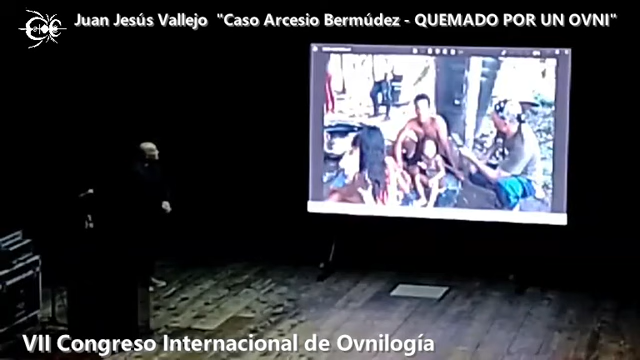 Juan Jesús Vallejo "Caso Arcesio Bermúdez - QUEMADO POR UN OVNI"
VII Congreso Internacional de Ovnilogía